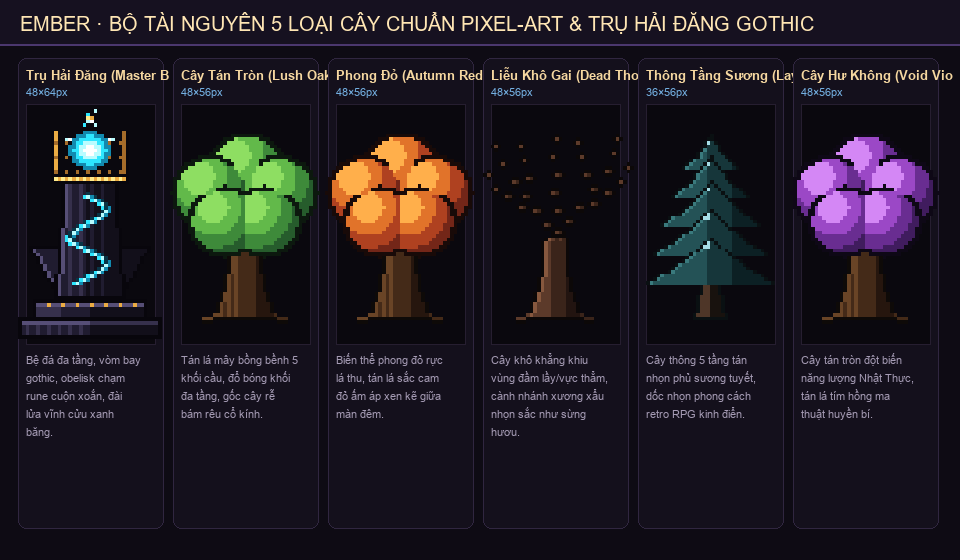 EMBER · BỘ TÀI NGUYÊN 5 LOẠI CÂY CHUẨN PIXEL-ART & TRỤ HẢI ĐĂNG GOTHIC
Trụ Hải Đăng (Master B
48×64px
Bệ đá đa tầng, vòm bay
gothic, obelisk chạm
rune cuộn xoắn, đài
lửa vĩnh cửu xanh
băng.
Cây Tán Tròn (Lush Oak
48×56px
Tán lá mây bồng bềnh 5
khối cầu, đổ bóng khối
đa tầng, gốc cây rễ
bám rêu cổ kính.
Phong Đỏ (Autumn Red
48×56px
Biến thể phong đỏ rực
lá thu, tán lá sắc cam
đỏ ấm áp xen kẽ giữa
màn đêm.
Liễu Khô Gai (Dead Tho
48×56px
Cây khô khẳng khiu
vùng đầm lầy/vực thẳm,
cành nhánh xương xẩu
nhọn sắc như sừng
hươu.
Thông Tầng Sương (Lay
36×56px
Cây thông 5 tầng tán
nhọn phủ sương tuyết,
dốc nhọn phong cách
retro RPG kinh điển.
Cây Hư Không (Void Vio
48×56px
Cây tán tròn đột biến
năng lượng Nhật Thực,
tán lá tím hồng ma
thuật huyền bí.